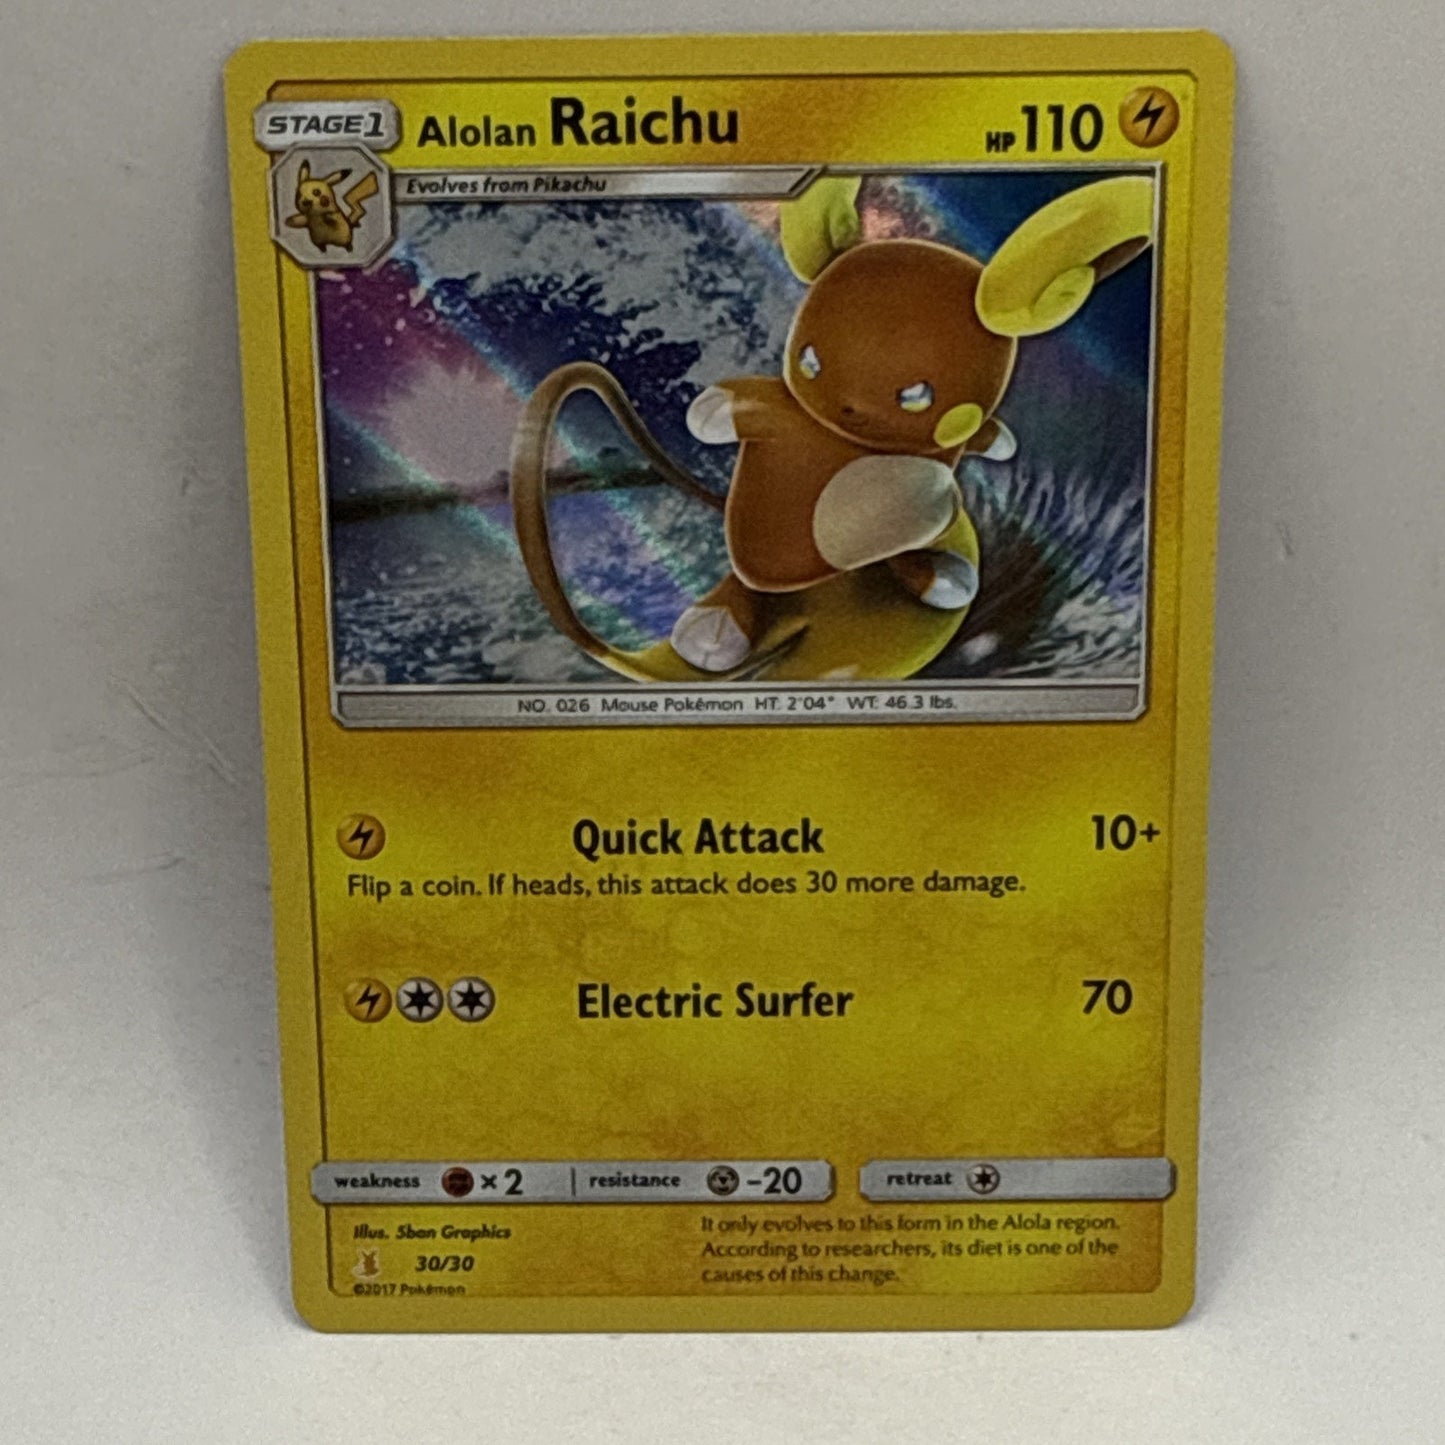 STAGE1 Alolan Raichu HP 110
Evolves from Pikachu
NO. 026 Mouse Pokémon HT. 2'04" WT. 46.3 lbs.
Quick Attack 10+
Flip a coin. If heads, this attack does 30 more damage.
Electric Surfer 70
weakness ×2 resistance -20 retreat
Illus. 5ban Graphics
30/30
©2017 Pokémon
It only evolves to this form in the Alola region.
According to researchers, its diet is one of the
causes of this change.